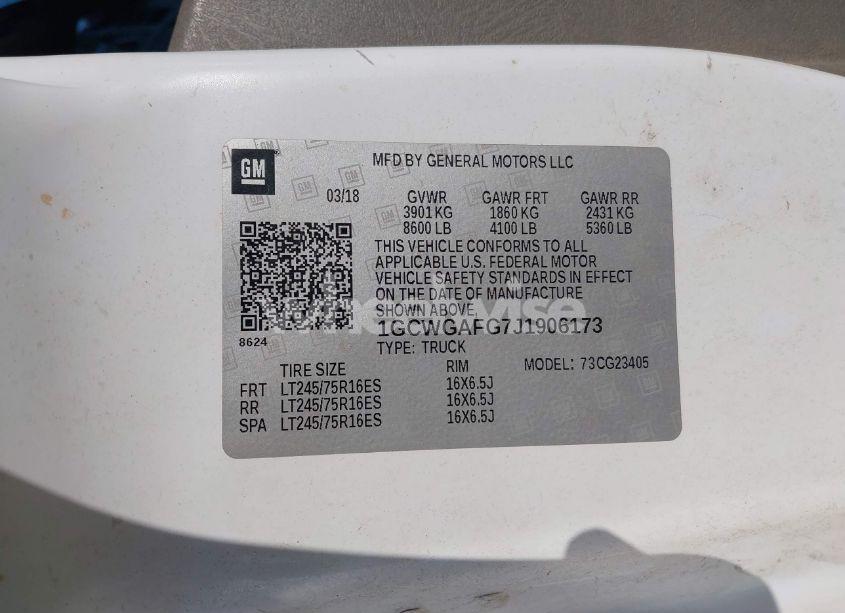 GM
MFD BY GENERAL MOTORS LLC
03/18 GVWR GAWR FRT GAWR RR
3901 KG 1860 KG 2431 KG
8600 LB 4100 LB 5360 LB
THIS VEHICLE CONFORMS TO ALL
APPLICABLE U.S. FEDERAL MOTOR
VEHICLE SAFETY STANDARDS IN EFFECT
ON THE DATE OF MANUFACTURE
SHOWN ABOVE.
1GCWGAFG7J1906173
8624 TYPE: TRUCK
TIRE SIZE RIM MODEL: 73CG23405
FRT LT245/75R16ES 16X6.5J
RR LT245/75R16ES 16X6.5J
SPA LT245/75R16ES 16X6.5J